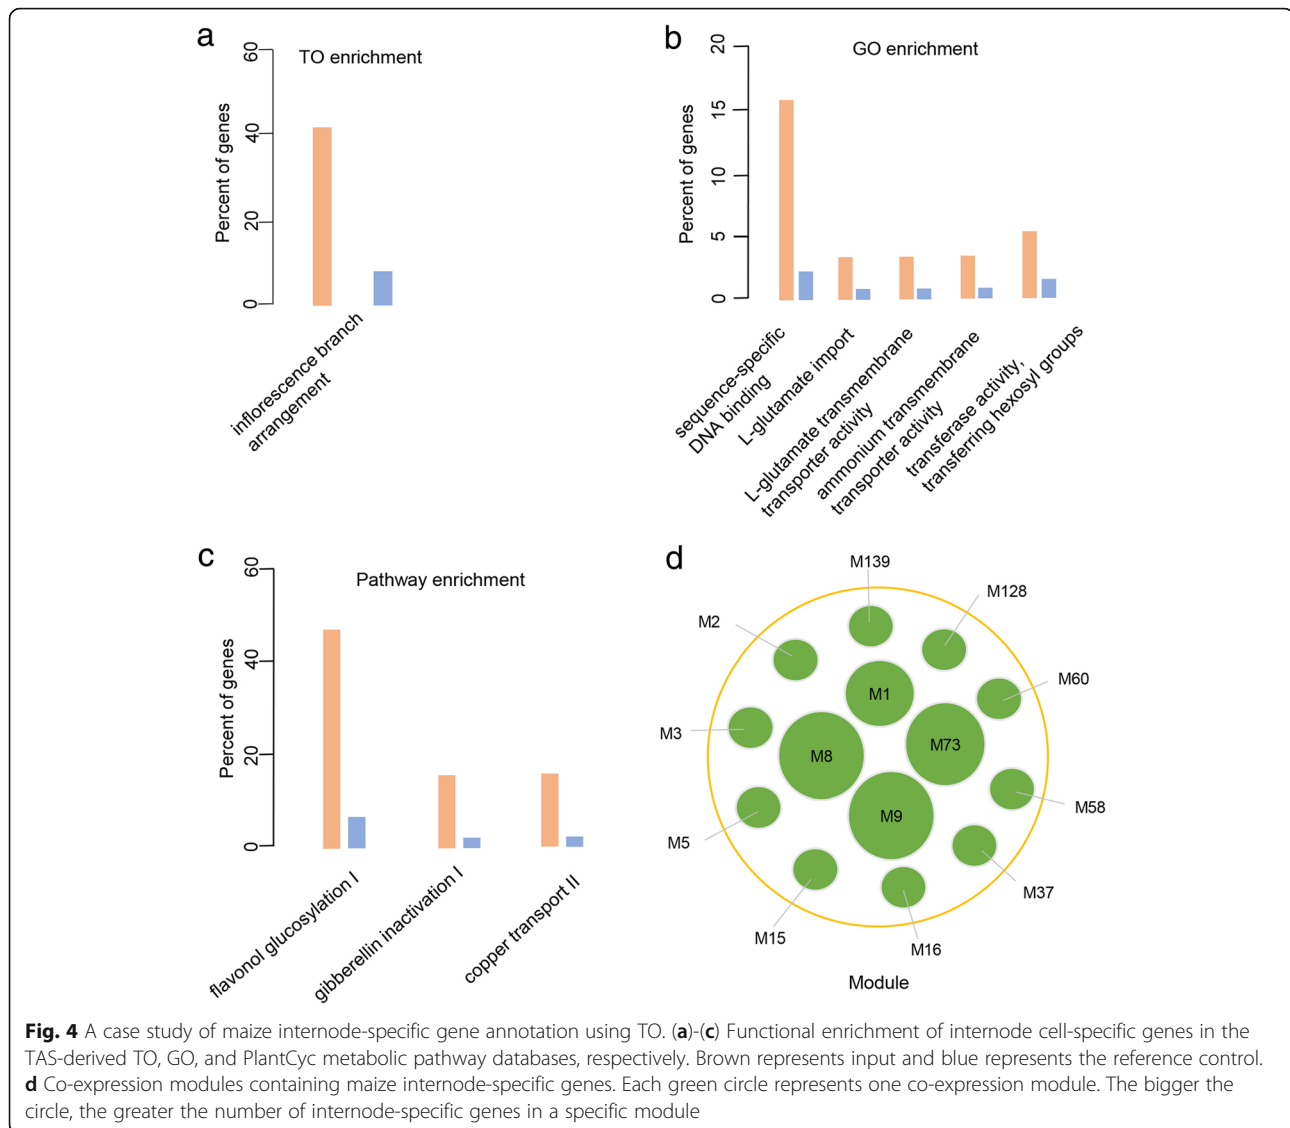 a
TO enrichment
Percent of genes
60
40
20
0
inflorescence branch
arrangement
b
GO enrichment
Percent of genes
20
15
10
5
0
sequence-specific
DNA binding
L-glutamate import
L-glutamate transmembrane
transporter activity
ammonium transmembrane
transporter activity
transferase activity,
transferring hexosyl groups
c
Pathway enrichment
Percent of genes
60
40
20
0
flavonol glucosylation I
gibberellin inactivation I
copper transport II
d
M139
M128
M2
M60
M1
M3
M73
M8
M58
M9
M5
M37
M15
M16
Module
Fig. 4 A case study of maize internode-specific gene annotation using TO. (a)-(c) Functional enrichment of internode cell-specific genes in the
TAS-derived TO, GO, and PlantCyc metabolic pathway databases, respectively. Brown represents input and blue represents the reference control.
d Co-expression modules containing maize internode-specific genes. Each green circle represents one co-expression module. The bigger the
circle, the greater the number of internode-specific genes in a specific module